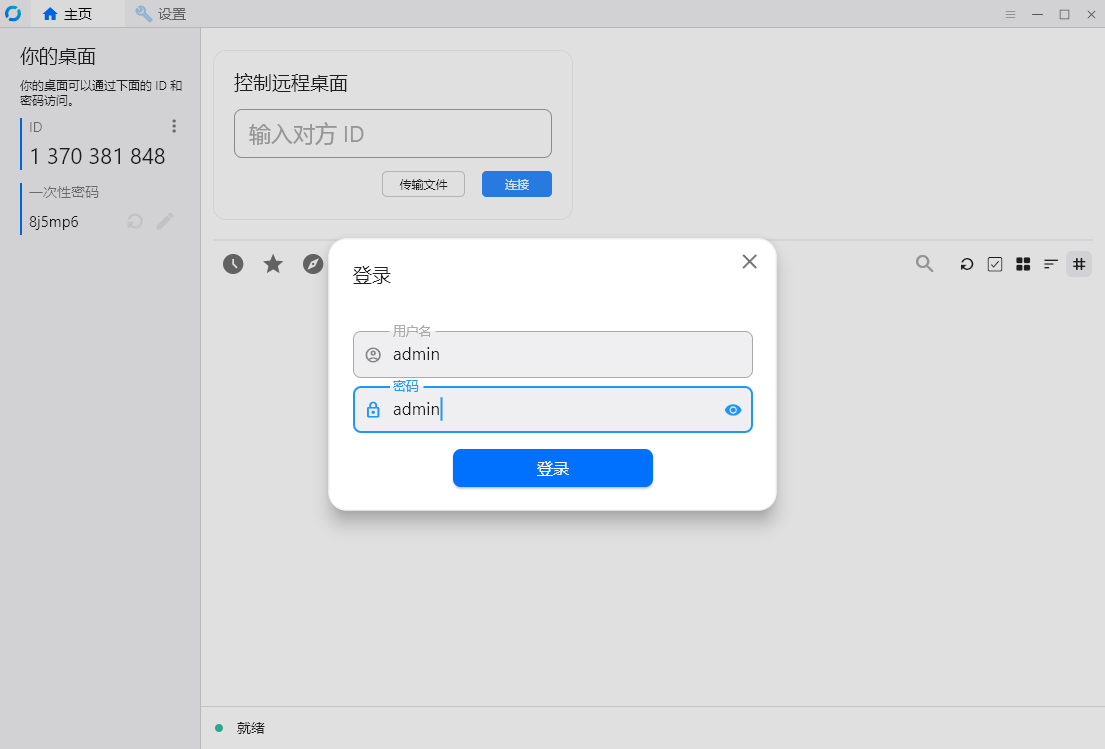 主页
设置
你的桌面
你的桌面可以通过下面的 ID 和
密码访问。
ID
1 370 381 848
一次性密码
8j5mp6
控制远程桌面
输入对方 ID
传输文件
连接
登录
用户名
admin
密码
admin
登录
就绪